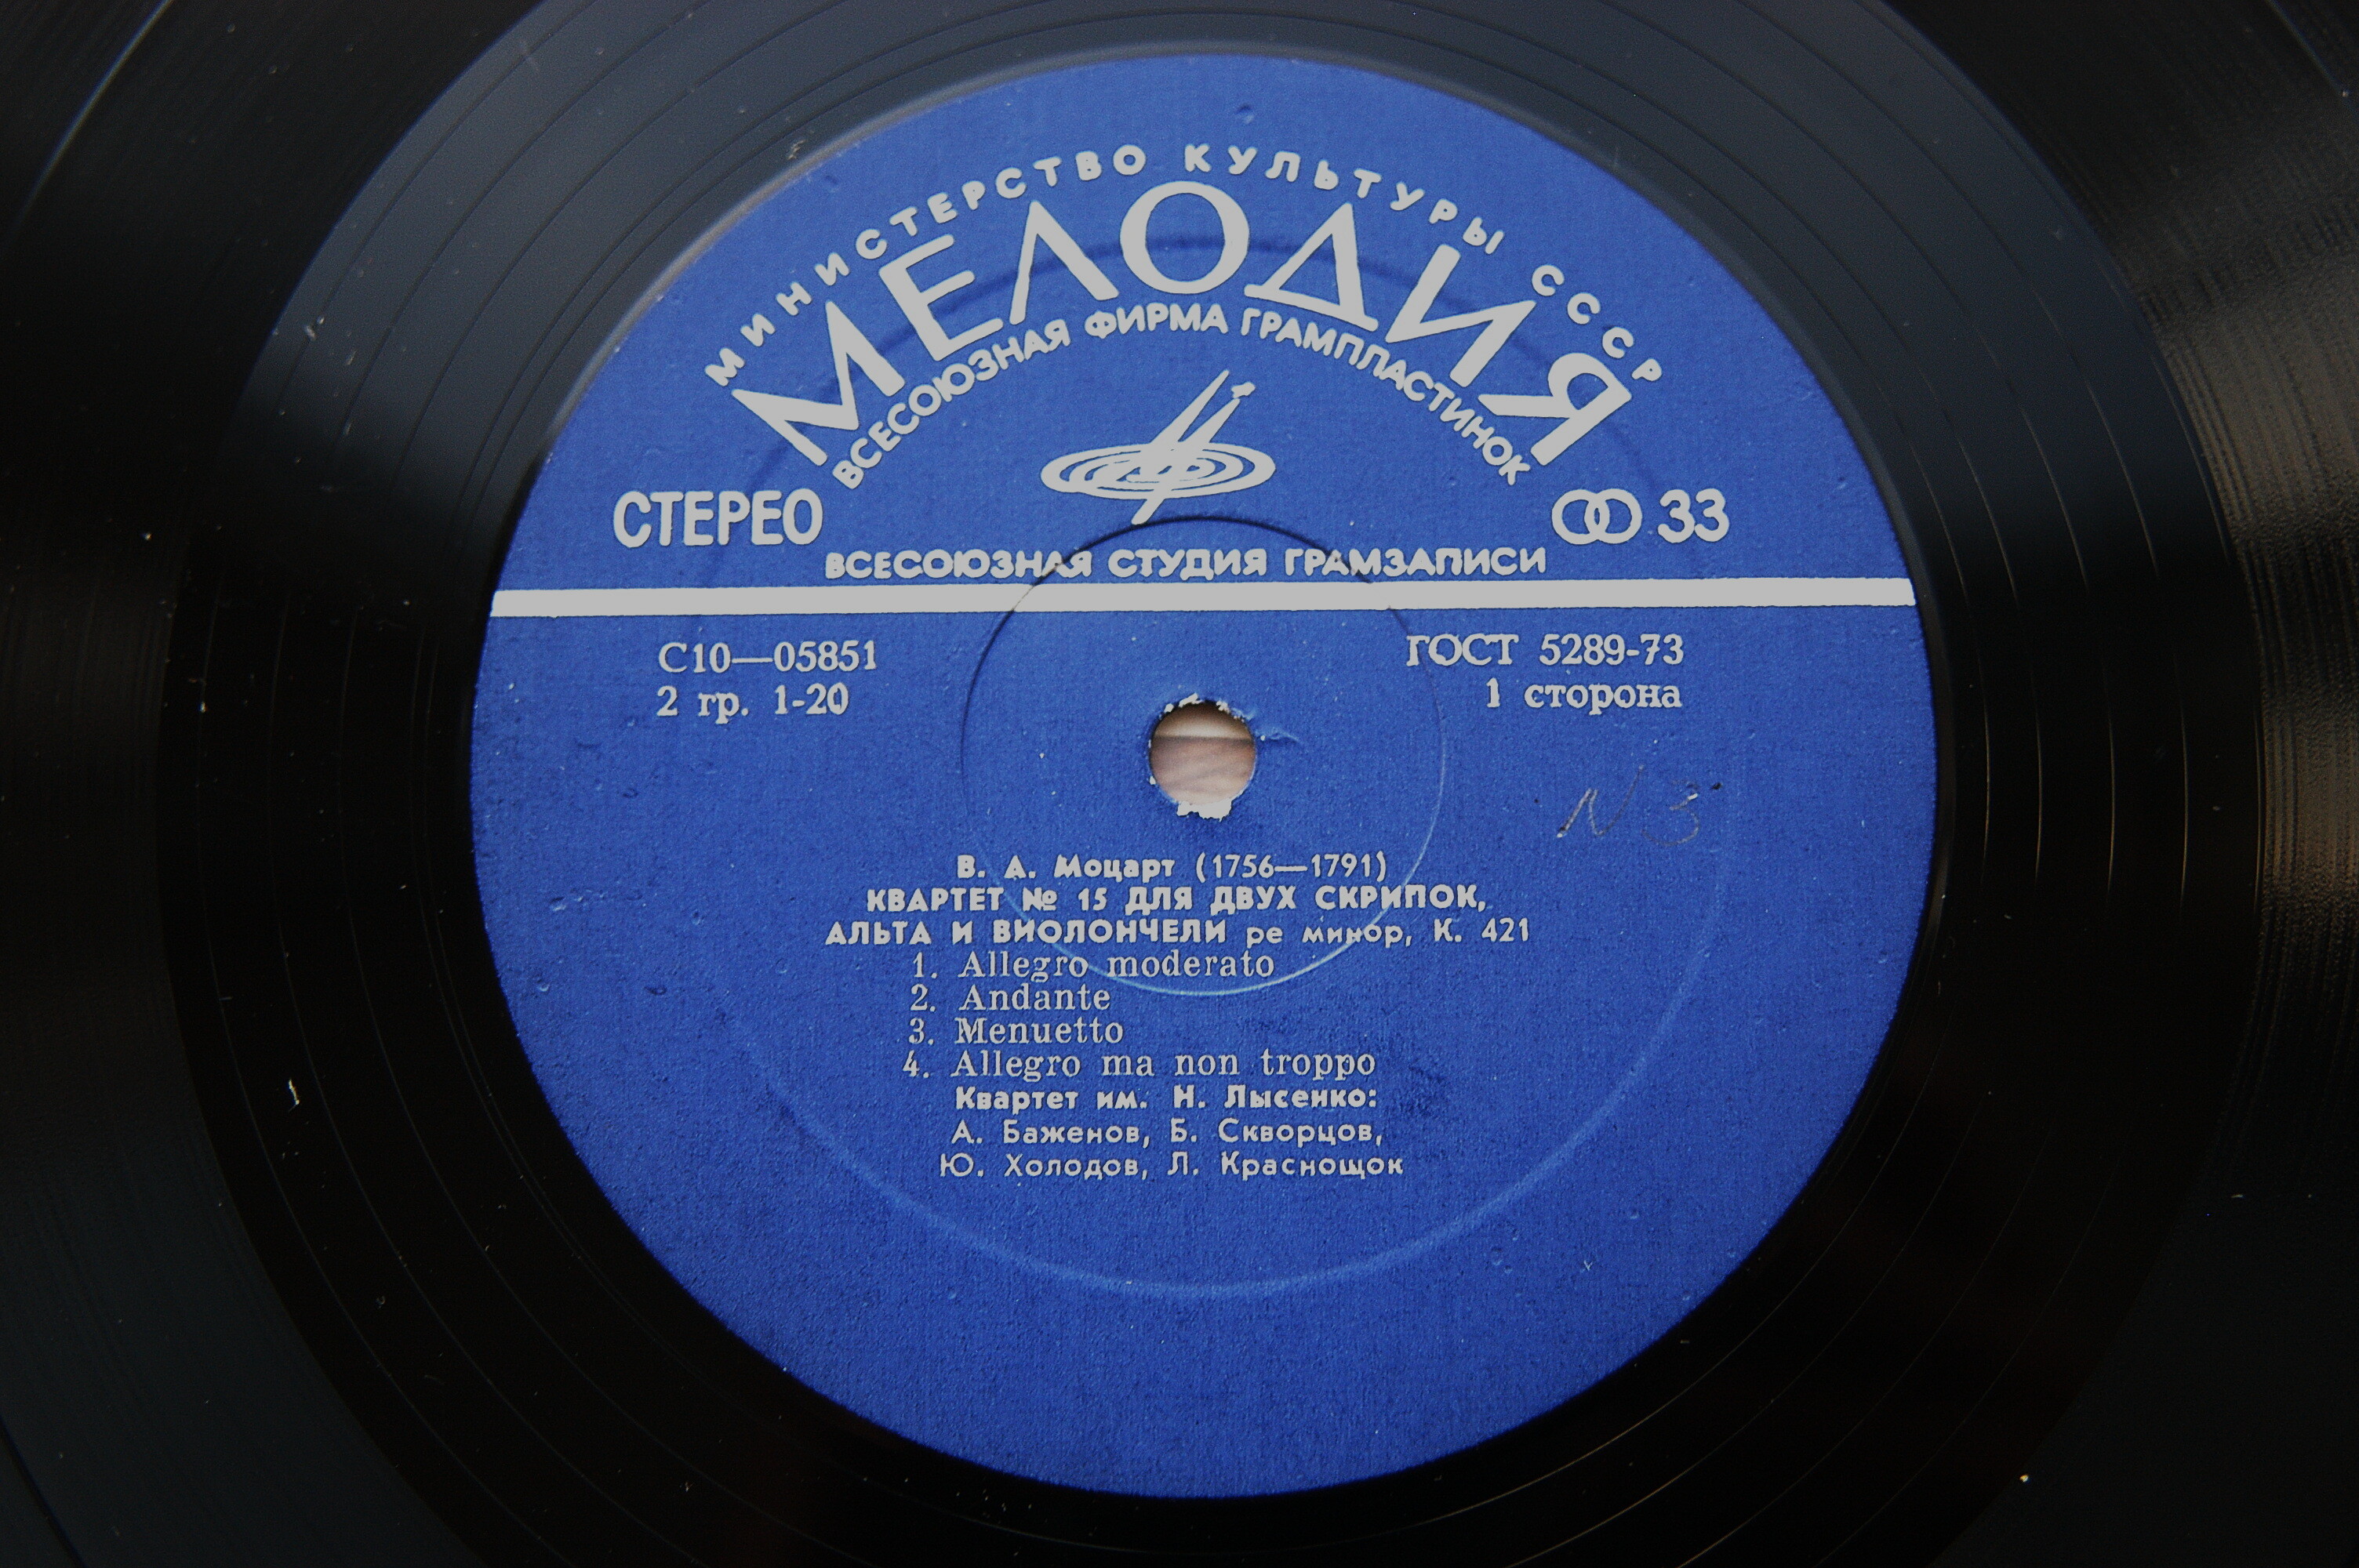 МИНИСТЕРСТВО КУЛЬТУРЫ СССР
МЕЛОДИЯ
ВСЕСОЮЗНАЯ ФИРМА ГРАМПЛАСТИНОК
СТЕРЕО
33
ВСЕСОЮЗНАЯ СТУДИЯ ГРАМЗАПИСИ
С10—05851
ГОСТ 5289-73
2 гр. 1-20
1 сторона
N 3
В. А. Моцарт (1756—1791)
КВАРТЕТ № 15 ДЛЯ ДВУХ СКРИПОК,
АЛЬТА И ВИОЛОНЧЕЛИ ре минор, К. 421
1. Allegro moderato
2. Andante
3. Menuetto
4. Allegro ma non troppo
Квартет им. Н. Лысенко:
А. Баженов, Б. Скворцов,
Ю. Холодов, Л. Краснощок